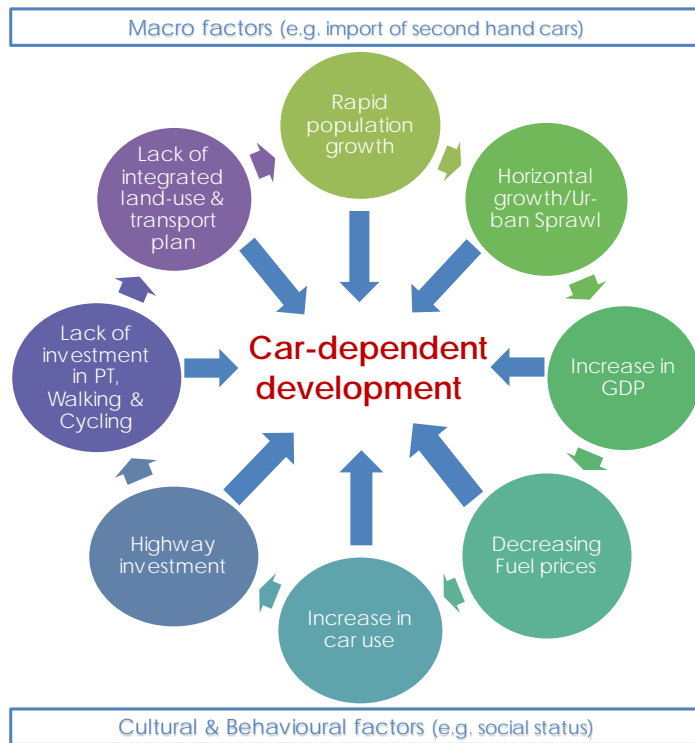 Macro factors (e.g. import of second hand cars)
Rapid
population
growth
Horizontal
growth/Ur-
ban Sprawl
Increase in
GDP
Decreasing
Fuel prices
Increase in
car use
Highway
investment
Lack of
investment
in PT,
Walking &
Cycling
Lack of
integrated
land-use &
transport
plan
Car-dependent
development
Cultural & Behavioural factors (e.g. social status)